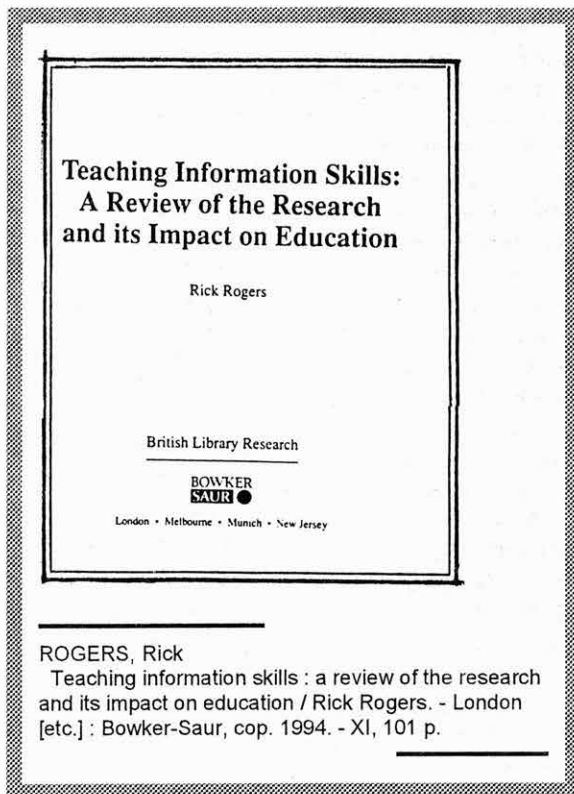 Teaching Information Skills:
A Review of the Research
and its Impact on Education
Rick Rogers
British Library Research
BOWKER
SAUR
London • Melbourne • Munich • New Jersey
ROGERS, Rick
Teaching information skills : a review of the research
and its impact on education / Rick Rogers. - London
[etc.] : Bowker-Saur, cop. 1994. - XI, 101 p.